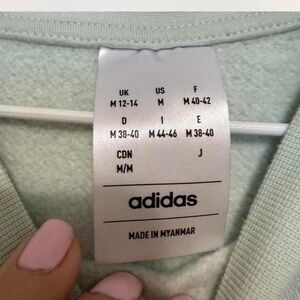 UK US F
M 12-14 M M 40-42
D I E
M 38-40 M 44-46 M 38-40
CDN J
M/M
adidas
MADE IN MYANMAR